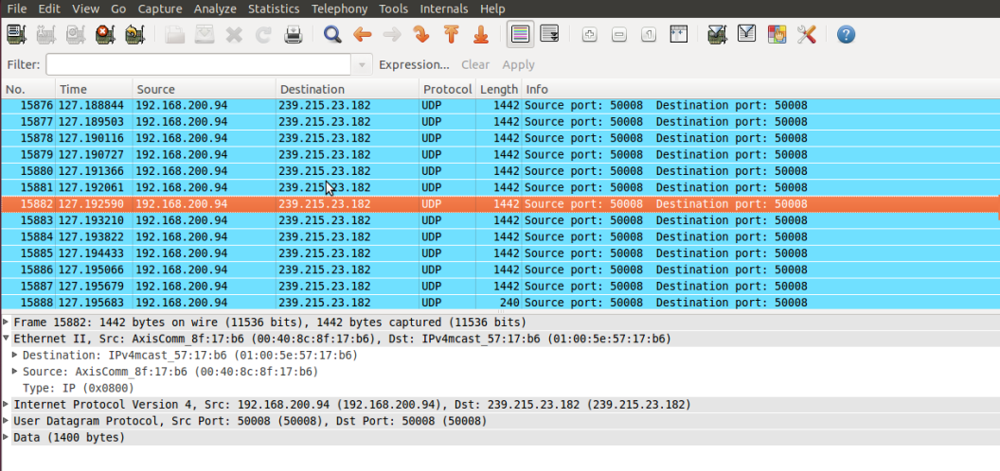 File Edit View Go Capture Analyze Statistics Telephony Tools Internals Help
Filter: Expression... Clear Apply
No. Time Source Destination Protocol Length Info
15876 127.188844 192.168.200.94 239.215.23.182 UDP 1442 Source port: 50008 Destination port: 50008
15877 127.189503 192.168.200.94 239.215.23.182 UDP 1442 Source port: 50008 Destination port: 50008
15878 127.190116 192.168.200.94 239.215.23.182 UDP 1442 Source port: 50008 Destination port: 50008
15879 127.190727 192.168.200.94 239.215.23.182 UDP 1442 Source port: 50008 Destination port: 50008
15880 127.191366 192.168.200.94 239.215.23.182 UDP 1442 Source port: 50008 Destination port: 50008
15881 127.192061 192.168.200.94 239.215.23.182 UDP 1442 Source port: 50008 Destination port: 50008
15882 127.192590 192.168.200.94 239.215.23.182 UDP 1442 Source port: 50008 Destination port: 50008
15883 127.193210 192.168.200.94 239.215.23.182 UDP 1442 Source port: 50008 Destination port: 50008
15884 127.193822 192.168.200.94 239.215.23.182 UDP 1442 Source port: 50008 Destination port: 50008
15885 127.194433 192.168.200.94 239.215.23.182 UDP 1442 Source port: 50008 Destination port: 50008
15886 127.195066 192.168.200.94 239.215.23.182 UDP 1442 Source port: 50008 Destination port: 50008
15887 127.195679 192.168.200.94 239.215.23.182 UDP 1442 Source port: 50008 Destination port: 50008
15888 127.195683 192.168.200.94 239.215.23.182 UDP 240 Source port: 50008 Destination port: 50008
Frame 15882: 1442 bytes on wire (11536 bits), 1442 bytes captured (11536 bits)
Ethernet II, Src: AxisComm_8f:17:b6 (00:40:8c:8f:17:b6), Dst: IPv4mcast_57:17:b6 (01:00:5e:57:17:b6)
Destination: IPv4mcast_57:17:b6 (01:00:5e:57:17:b6)
Source: AxisComm_8f:17:b6 (00:40:8c:8f:17:b6)
Type: IP (0x0800)
Internet Protocol Version 4, Src: 192.168.200.94 (192.168.200.94), Dst: 239.215.23.182 (239.215.23.182)
User Datagram Protocol, Src Port: 50008 (50008), Dst Port: 50008 (50008)
Data (1400 bytes)